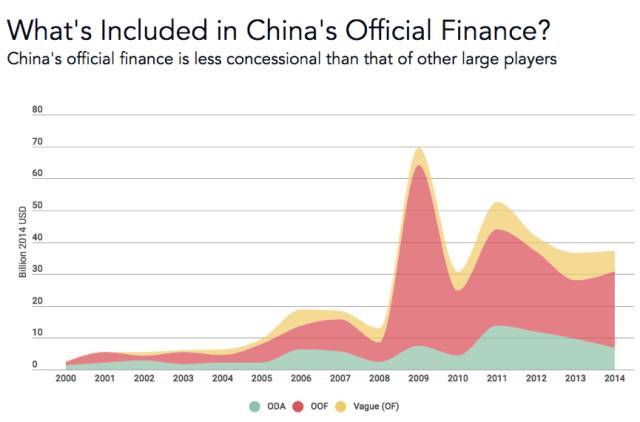 What's Included in China's Official Finance?
China's official finance is less concessional than that of other large players
80
70
60
50
40
30
20
10
0
Billion 2014 USD
2000 2001 2002 2003 2004 2005 2006 2007 2008 2009 2010 2011 2012 2013 2014
ODA OOF Vague (OF)